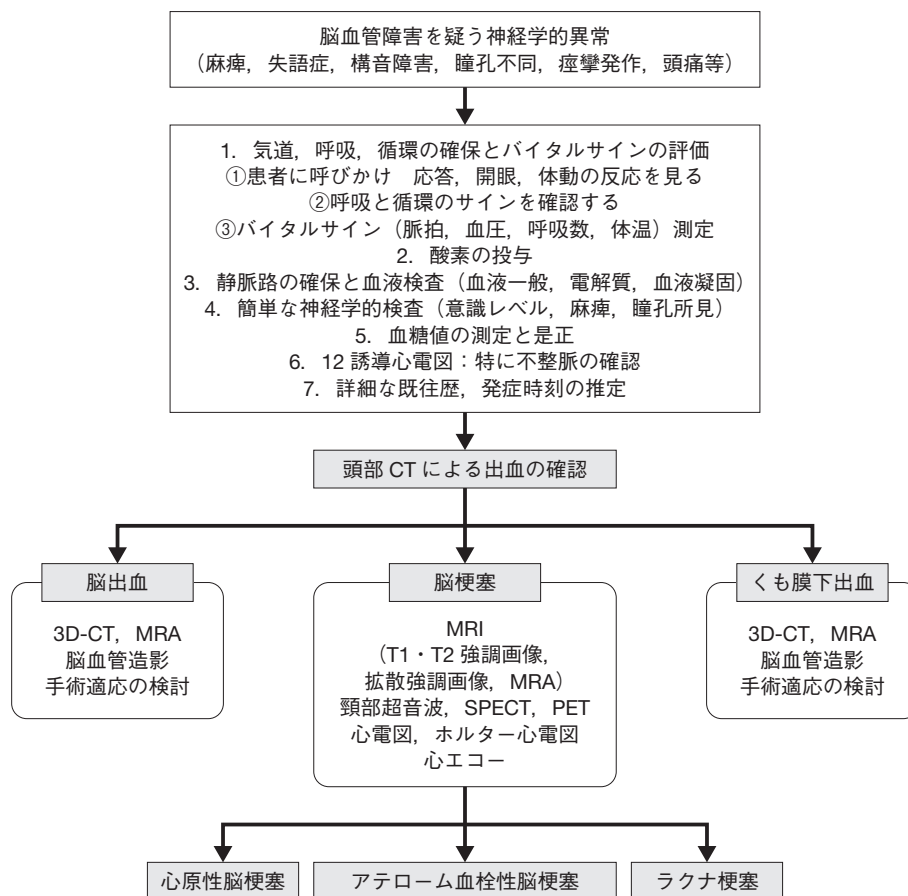 脳血管障害を疑う神経学的異常
（麻痺，失語症，構音障害，瞳孔不同，痙攣発作，頭痛等）
1．気道，呼吸，循環の確保とバイタルサインの評価
①患者に呼びかけ　応答，開眼，体動の反応を見る
②呼吸と循環のサインを確認する
③バイタルサイン（脈拍，血圧，呼吸数，体温）測定
2．酸素の投与
3．静脈路の確保と血液検査（血液一般，電解質，血液凝固）
4．簡単な神経学的検査（意識レベル，麻痺，瞳孔所見）
5．血糖値の測定と是正
6．12 誘導心電図：特に不整脈の確認
7．詳細な既往歴，発症時刻の推定
頭部 CT による出血の確認
脳出血
3D-CT，MRA
脳血管造影
手術適応の検討
脳梗塞
MRI
（T1・T2 強調画像，
拡散強調画像，MRA）
頸部超音波，SPECT，PET
心電図，ホルター心電図
心エコー
くも膜下出血
3D-CT，MRA
脳血管造影
手術適応の検討
心原性脳梗塞
アテローム血栓性脳梗塞
ラクナ梗塞